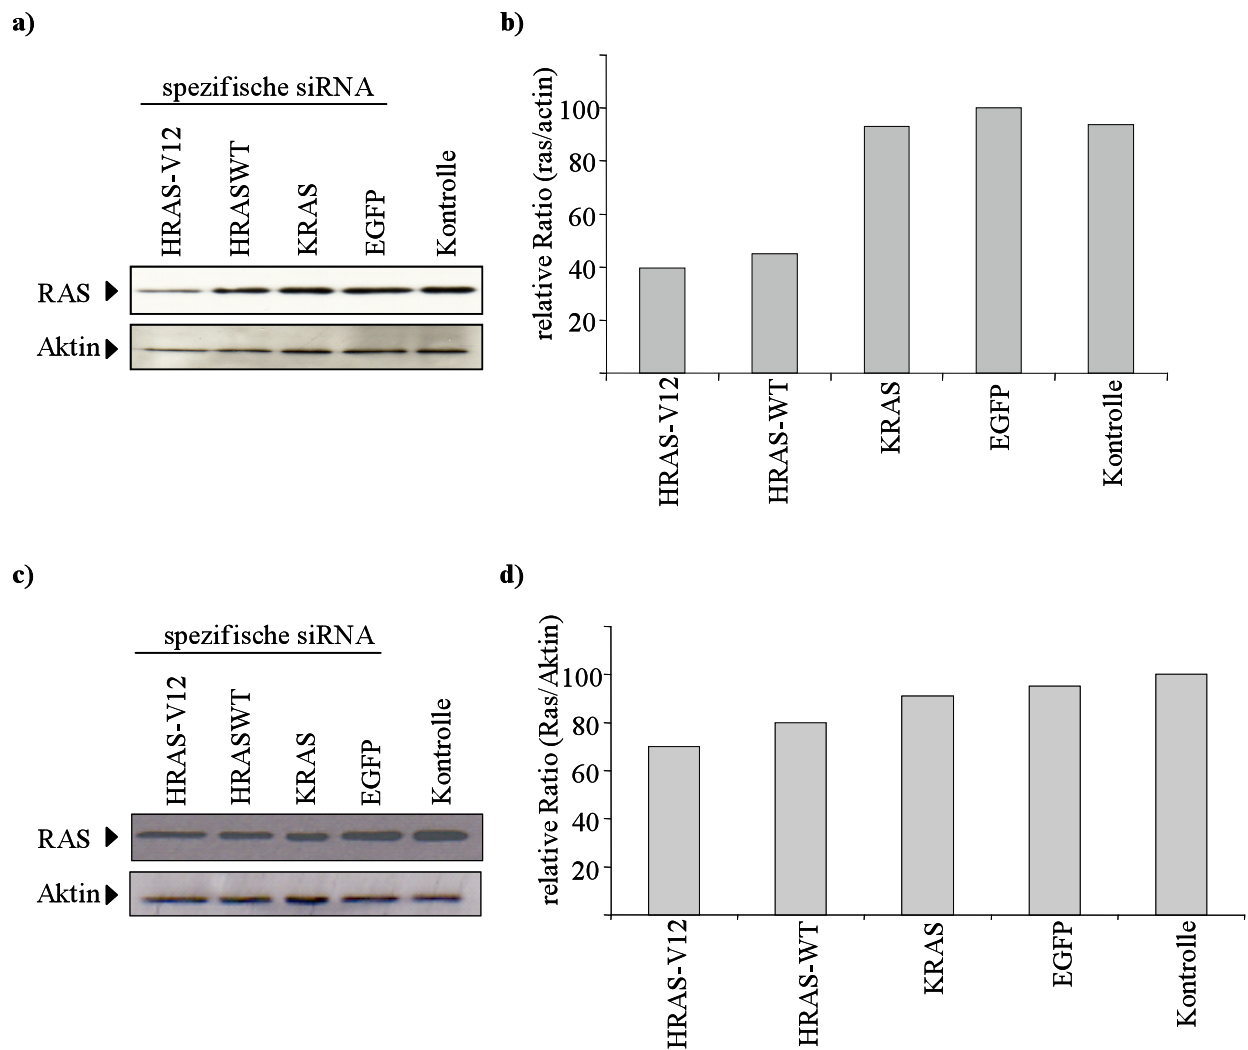 a)
spezifische siRNA
HRAS-V12
HRASWT
KRAS
EGFP
Kontrolle
RAS
Aktin
b)
relative Ratio (ras/actin)
100
80
60
40
20
HRAS-V12
HRAS-WT
KRAS
EGFP
Kontrolle
c)
spezifische siRNA
HRAS-V12
HRASWT
KRAS
EGFP
Kontrolle
RAS
Aktin
d)
relative Ratio (Ras/Aktin)
100
80
60
40
20
HRAS-V12
HRAS-WT
KRAS
EGFP
Kontrolle